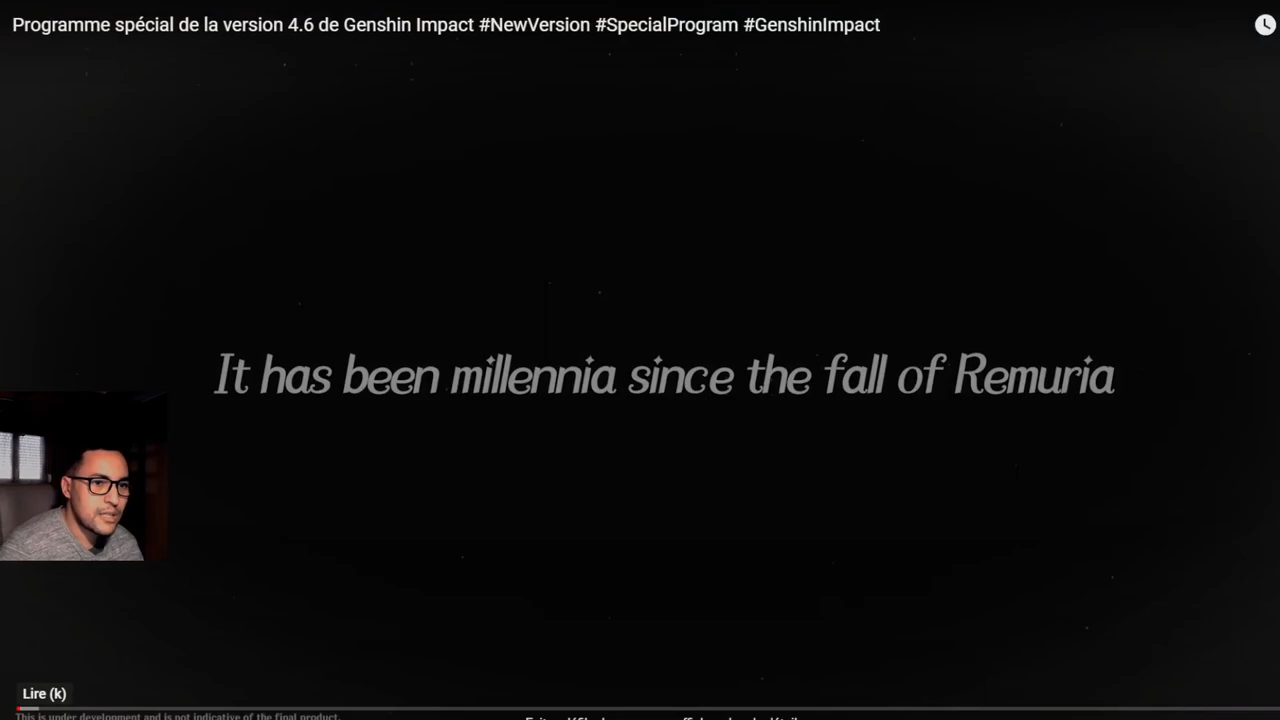 Programme spécial de la version 4.6 de Genshin Impact #NewVersion #SpecialProgram #GenshinImpact
It has been millennia since the fall of Remuria
Lire (k)
This is under development and is not indicative of the final product.